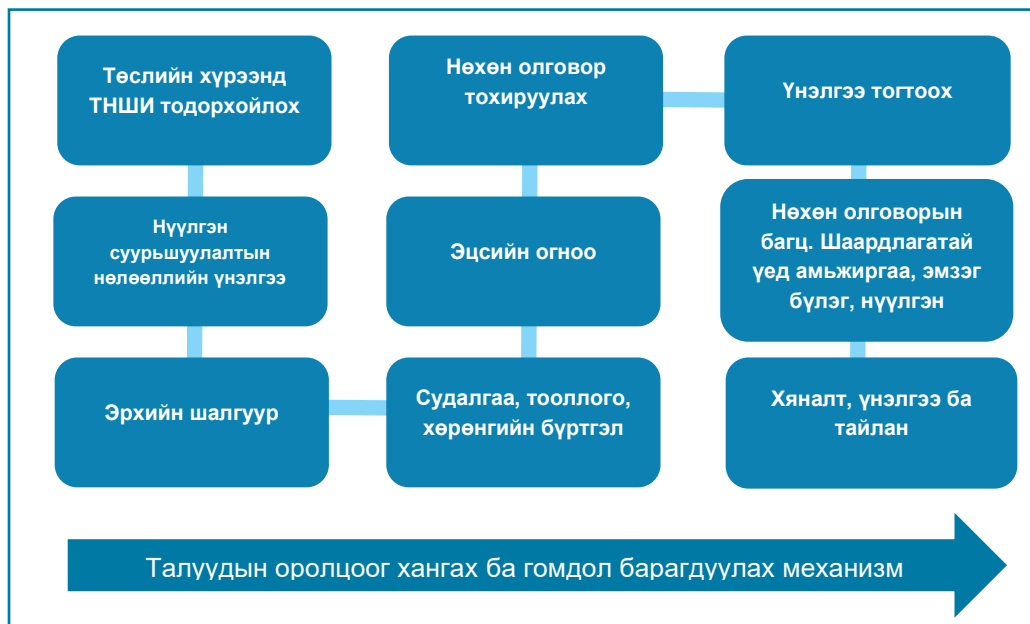 Төслийн хүрээнд
ТНШИ тодорхойлох
Нүүлгэн
суурьшуулалтын
нөлөөллийн үнэлгээ
Эрхийн шалгуур
Судалгаа, тооллого,
хөрөнгийн бүртгэл
Эцсийн огноо
Нөхөн олговор
тохируулах
Үнэлгээ тогтоох
Нөхөн олговорын
багц. Шаардлагатай
үед амьжиргаа, эмзэг
бүлэг, нүүлгэн
Хяналт, үнэлгээ ба
тайлан
Талуудын оролцоог хангах ба гомдол барагдуулах механизм